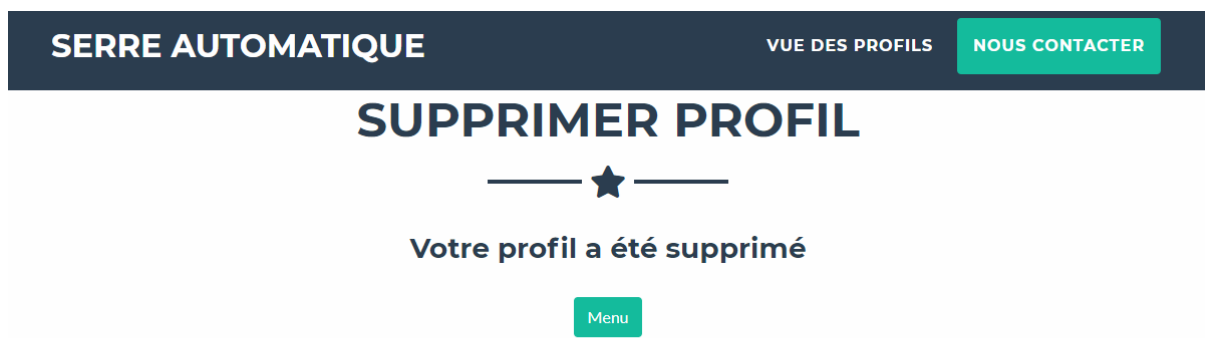 SERRE AUTOMATIQUE VUE DES PROFILS NOUS CONTACTER
SUPPRIMER PROFIL
Votre profil a été supprimé
Menu